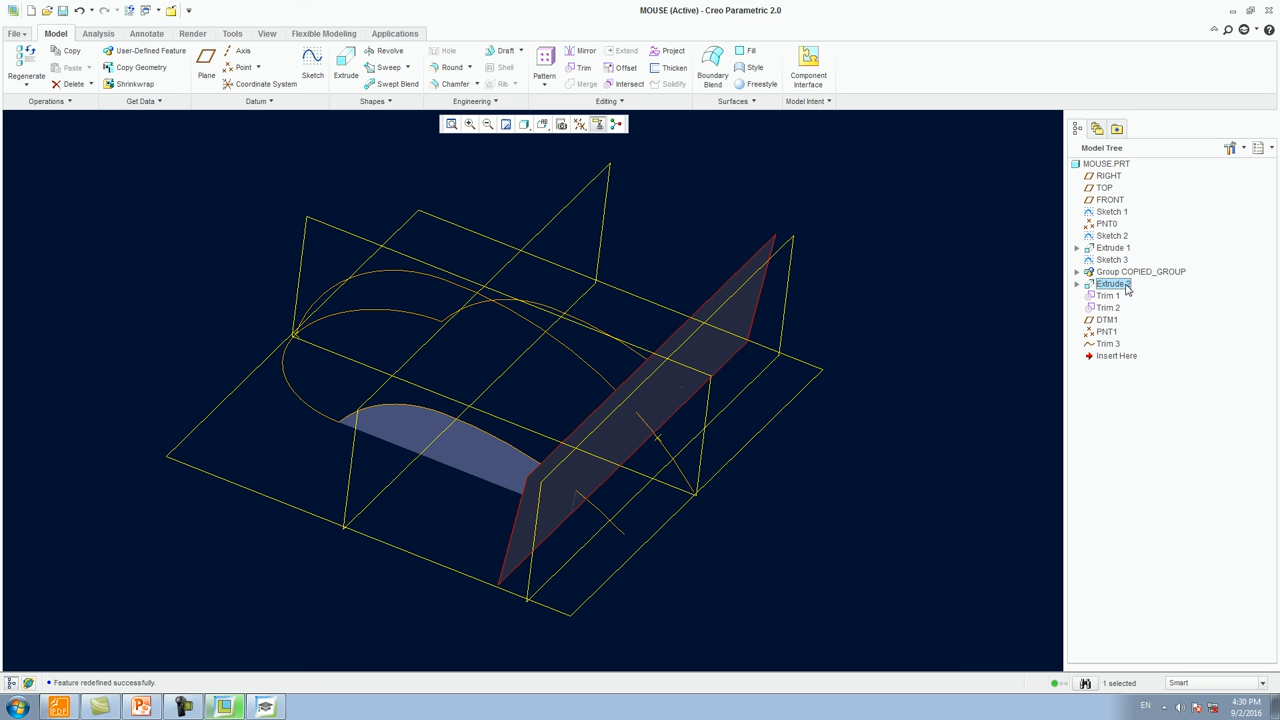 MOUSE (Active) - Creo Parametric 2.0
File Model Analysis Annotate Render Tools View Flexible Modeling Applications
Regenerate Copy Paste Delete User-Defined Feature Copy Geometry Shrinkwrap
Plane Axis Point Coordinate System Sketch
Extrude Revolve Sweep Swept Blend
Hole Round Chamfer Draft Shell Rib
Pattern Mirror Trim Merge Extend Offset Intersect Project Thicken Solidify
Boundary Blend Fill Style Freestyle Component Interface
Operations Get Data Datum Shapes Engineering Editing Surfaces Model Intent
Model Tree
MOUSE.PRT
RIGHT
TOP
FRONT
Sketch 1
PNT0
Sketch 2
Extrude 1
Sketch 3
Group COPIED_GROUP
Extrude 2
Trim 1
Trim 2
DTM1
PNT1
Trim 3
Insert Here
Feature redefined successfully.
1 selected
Smart
EN
4:30 PM
9/2/2016